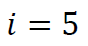 i = 5